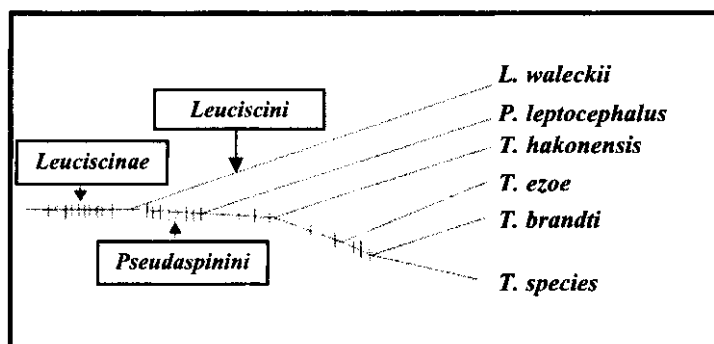 L. waleckii
Leuciscini
P. leptocephalus
T. hakonensis
Leuciscinae
T. ezoe
T. brandti
Pseudaspinini
T. species